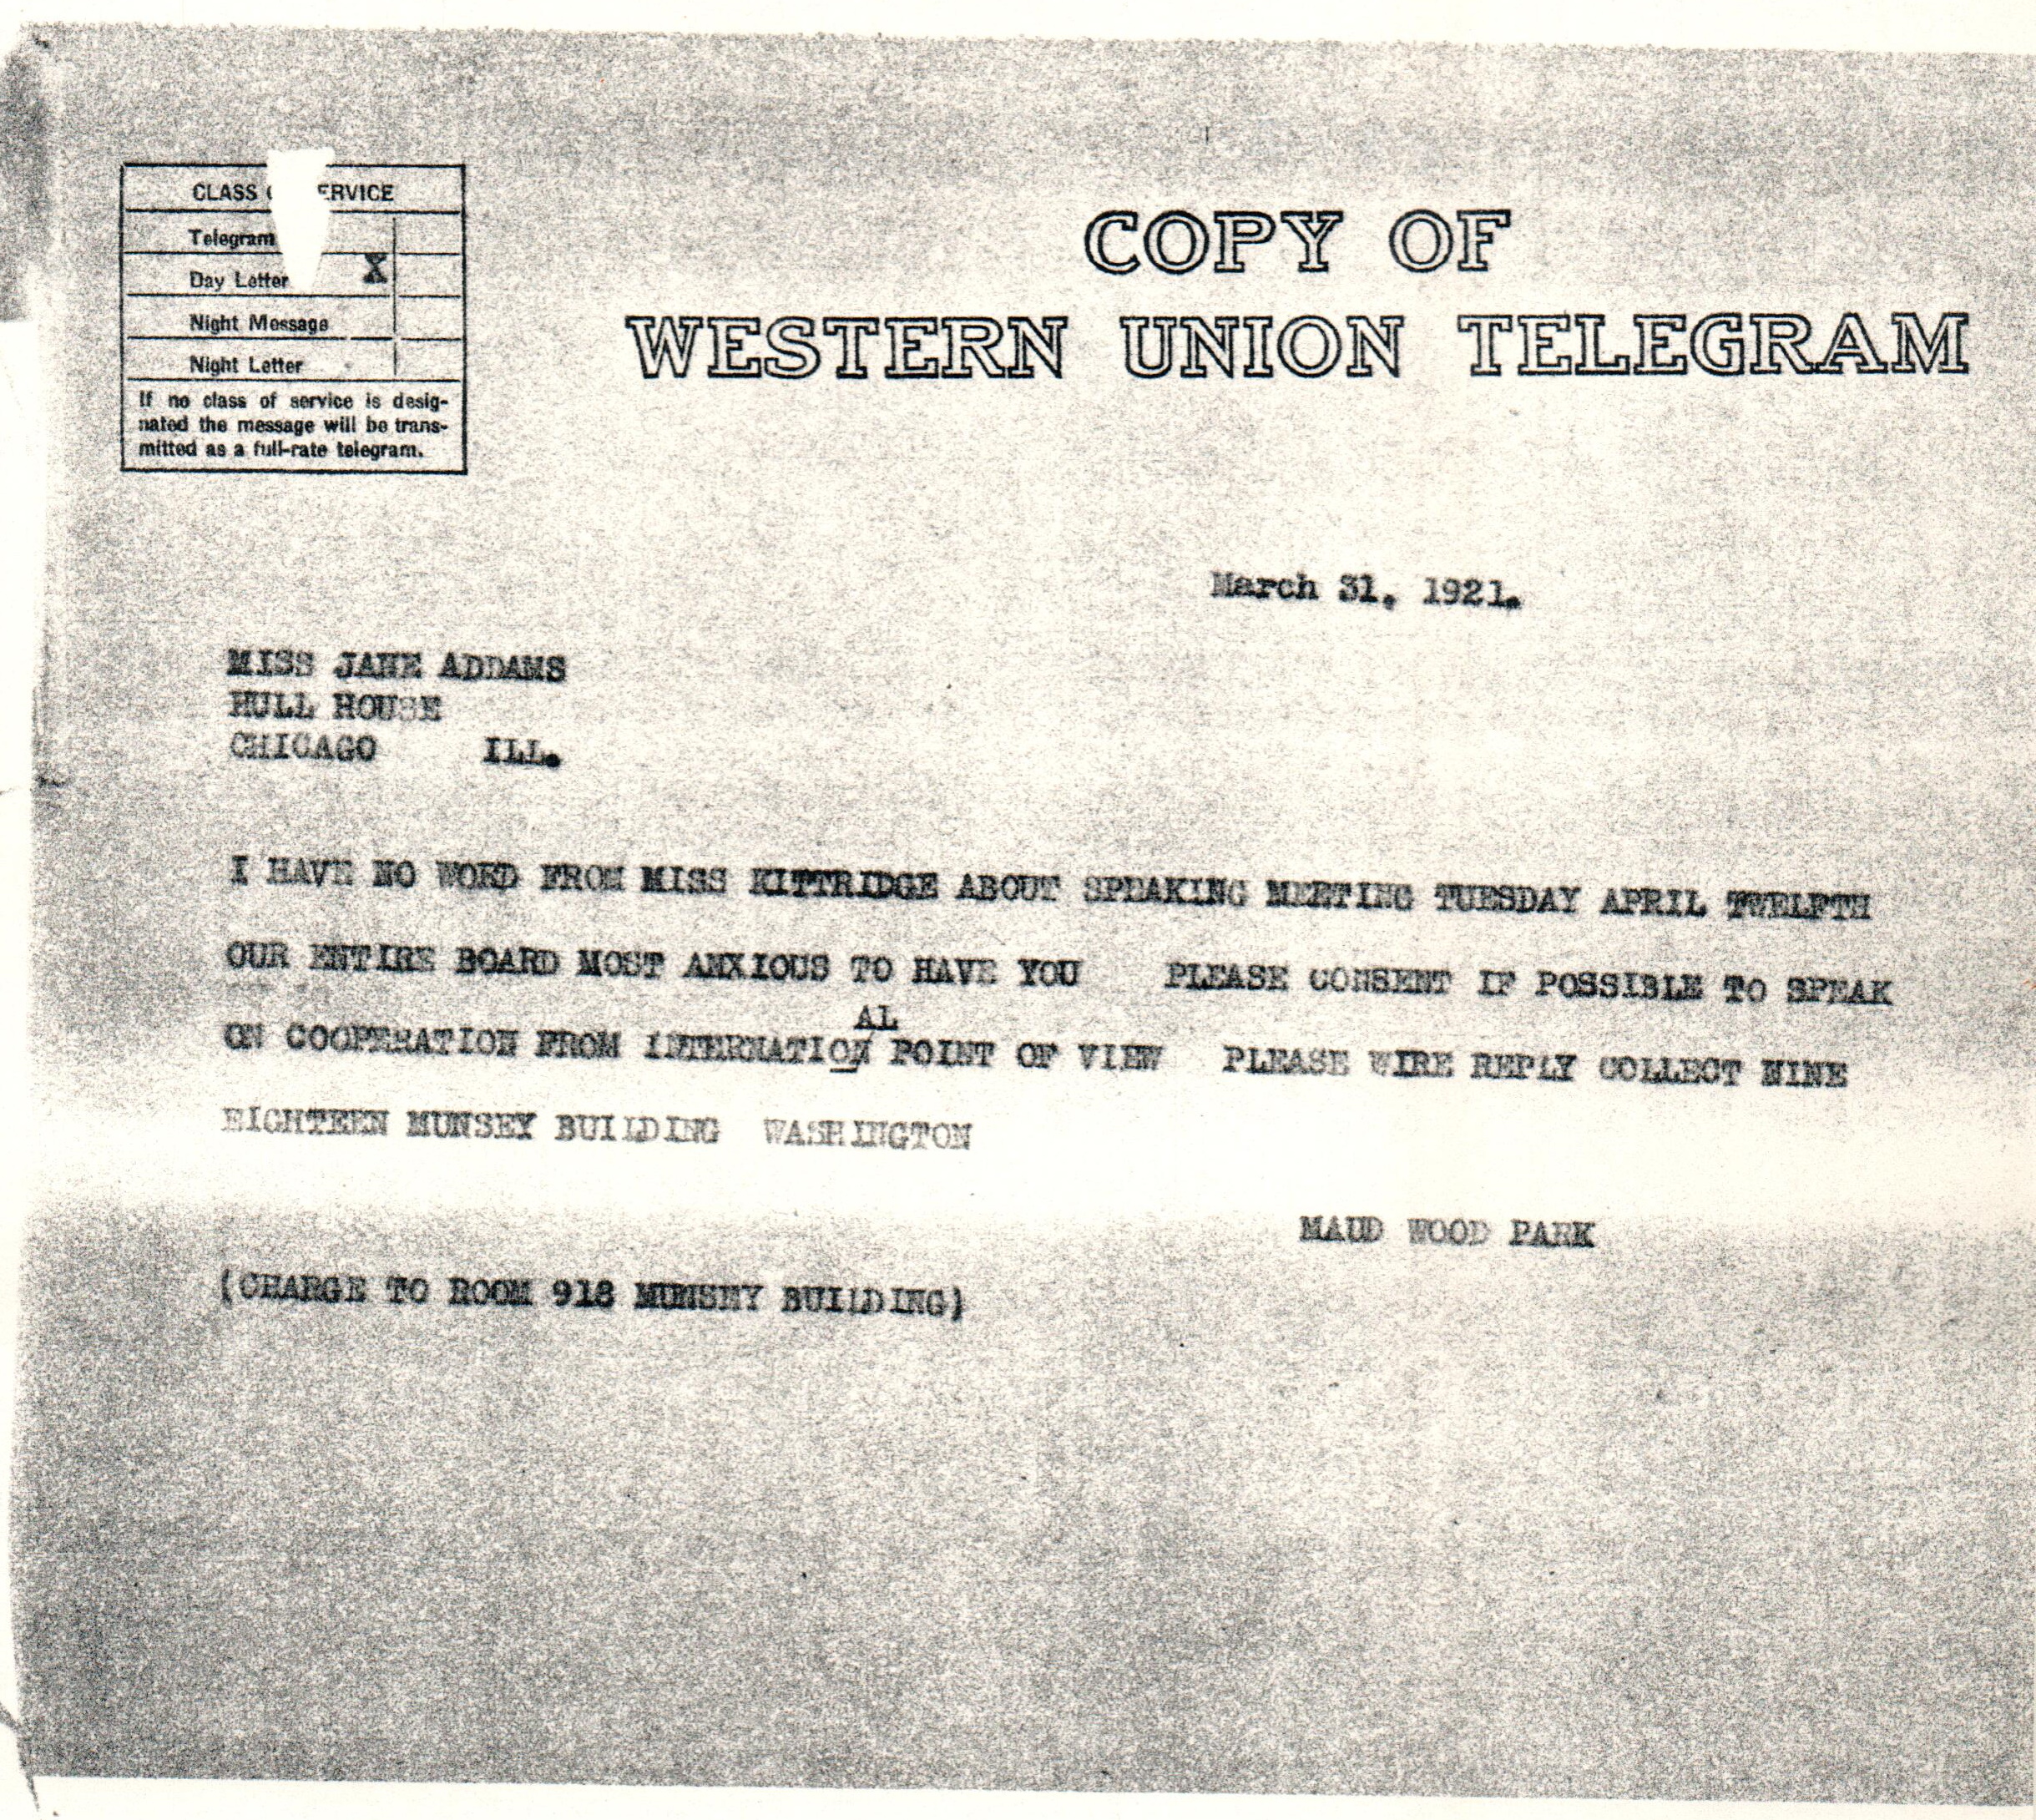 CLASS O ERVICE
Telegram
Day Letter X
Night Message
Night Letter
If no class of service is desig-
nated the message will be trans-
mitted as a full-rate telegram.
COPY OF
WESTERN UNION TELEGRAM
March 31, 1921.
MISS JANE ADDAMS
HULL HOUSE
CHICAGO ILL.
I HAVE NO WORD FROM MISS KITTRIDGE ABOUT SPEAKING MEETING TUESDAY APRIL TWELFTH
OUR ENTIRE BOARD MOST ANXIOUS TO HAVE YOU PLEASE CONSENT IF POSSIBLE TO SPEAK
AL
ON COOPERATION FROM INTERNATION POINT OF VIEW PLEASE WIRE REPLY COLLECT NINE
EIGHTEEN MUNSEY BUILDING WASHINGTON
MAUD WOOD PARK
(CHARGE TO ROOM 918 MUNSEY BUILDING)